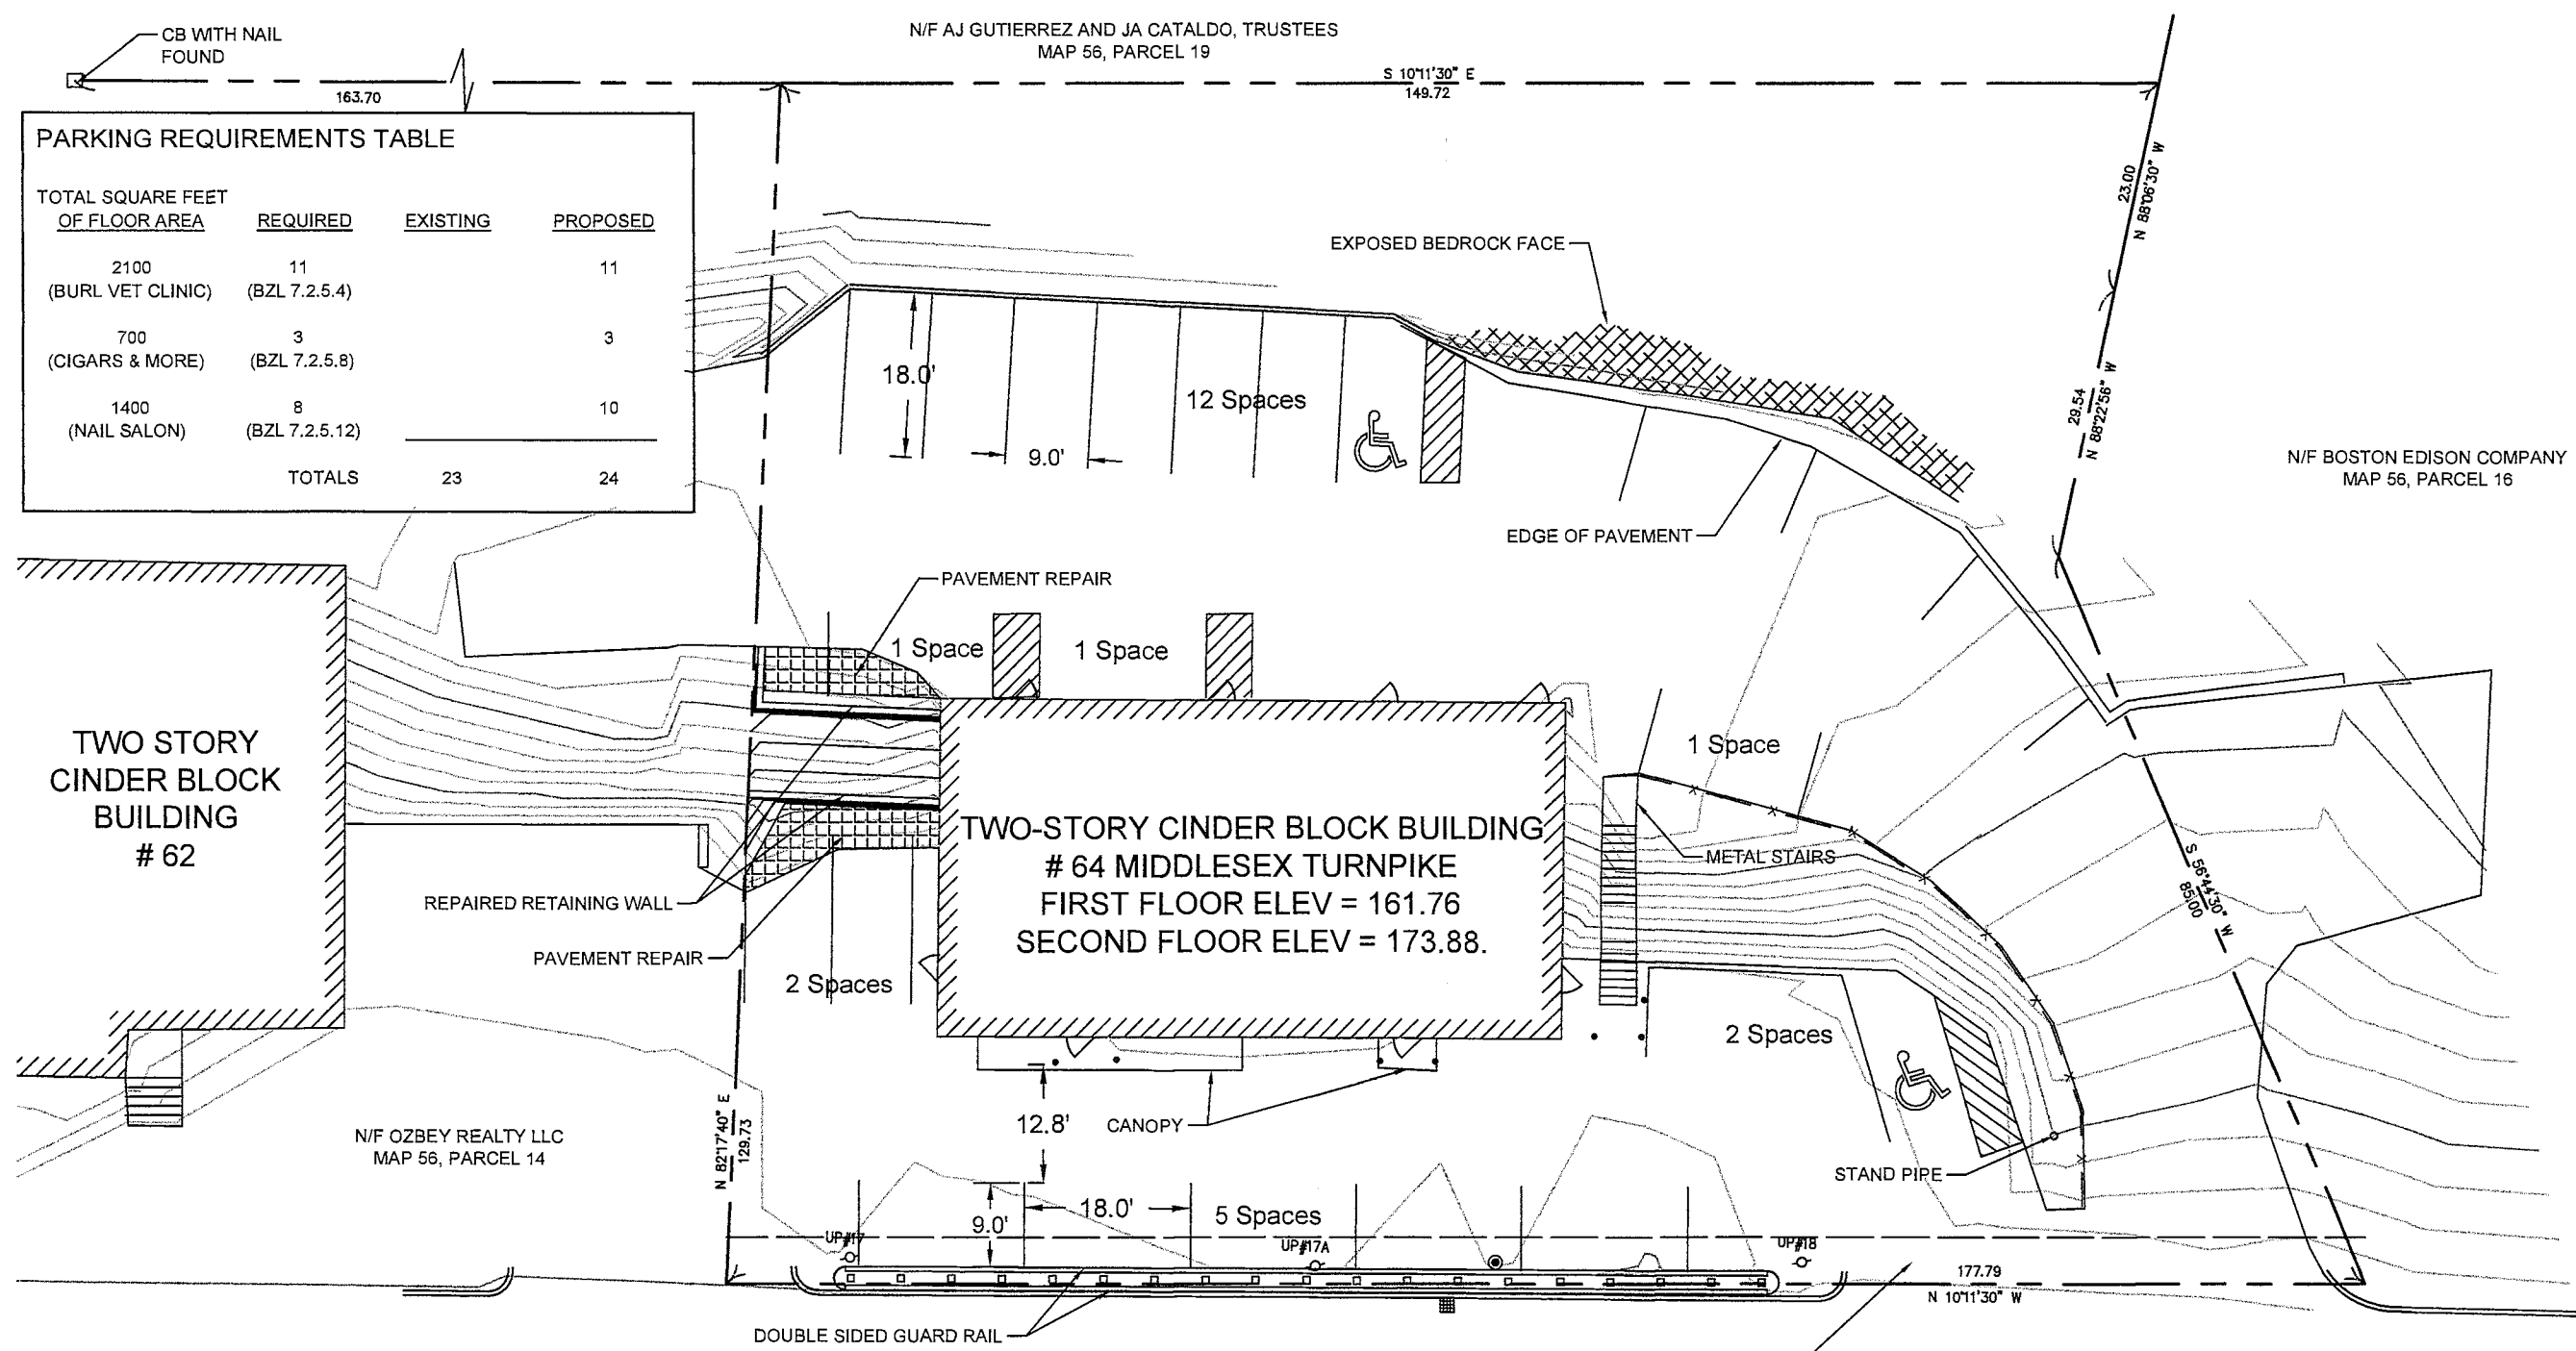 CB WITH NAIL
FOUND
N/F AJ GUTIERREZ AND JA CATALDO, TRUSTEES
MAP 56, PARCEL 19
163.70
S 10°11'30" E
149.72
PARKING REQUIREMENTS TABLE
TOTAL SQUARE FEET
OF FLOOR AREA REQUIRED EXISTING PROPOSED
2100 11 11
(BURL VET CLINIC) (BZL 7.2.5.4)
700 3 3
(CIGARS & MORE) (BZL 7.2.5.8)
1400 8 10
(NAIL SALON) (BZL 7.2.5.12)
TOTALS 23 24
23.00
N 88°06'30" W
EXPOSED BEDROCK FACE
18.0'
12 Spaces
9.0'
29.54
N 88°22'56" W
N/F BOSTON EDISON COMPANY
MAP 56, PARCEL 16
EDGE OF PAVEMENT
PAVEMENT REPAIR
1 Space
1 Space
1 Space
TWO STORY
CINDER BLOCK
BUILDING
# 62
TWO-STORY CINDER BLOCK BUILDING
# 64 MIDDLESEX TURNPIKE
FIRST FLOOR ELEV = 161.76
SECOND FLOOR ELEV = 173.88.
METAL STAIRS
S 56°44'30" W
85.00
REPAIRED RETAINING WALL
PAVEMENT REPAIR
2 Spaces
2 Spaces
12.8'
CANOPY
N/F OZBEY REALTY LLC
MAP 56, PARCEL 14
N 82°17'40" E
129.73
STAND PIPE
9.0'
18.0'
5 Spaces
UP#17
UP#17A
UP#18
177.79
N 10°11'30" W
DOUBLE SIDED GUARD RAIL